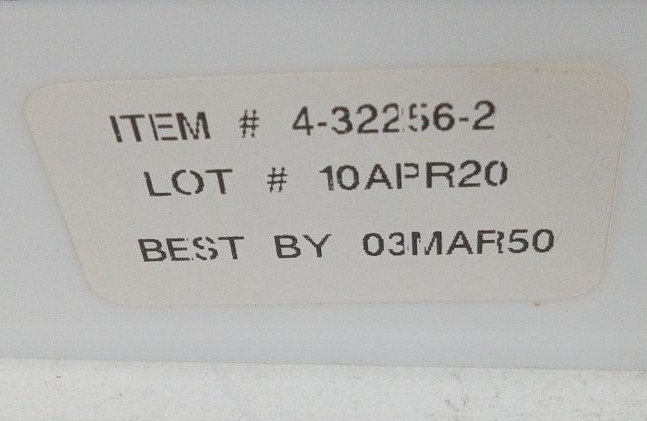 ITEM # 4-32256-2
LOT # 10APR20
BEST BY 03MAR50